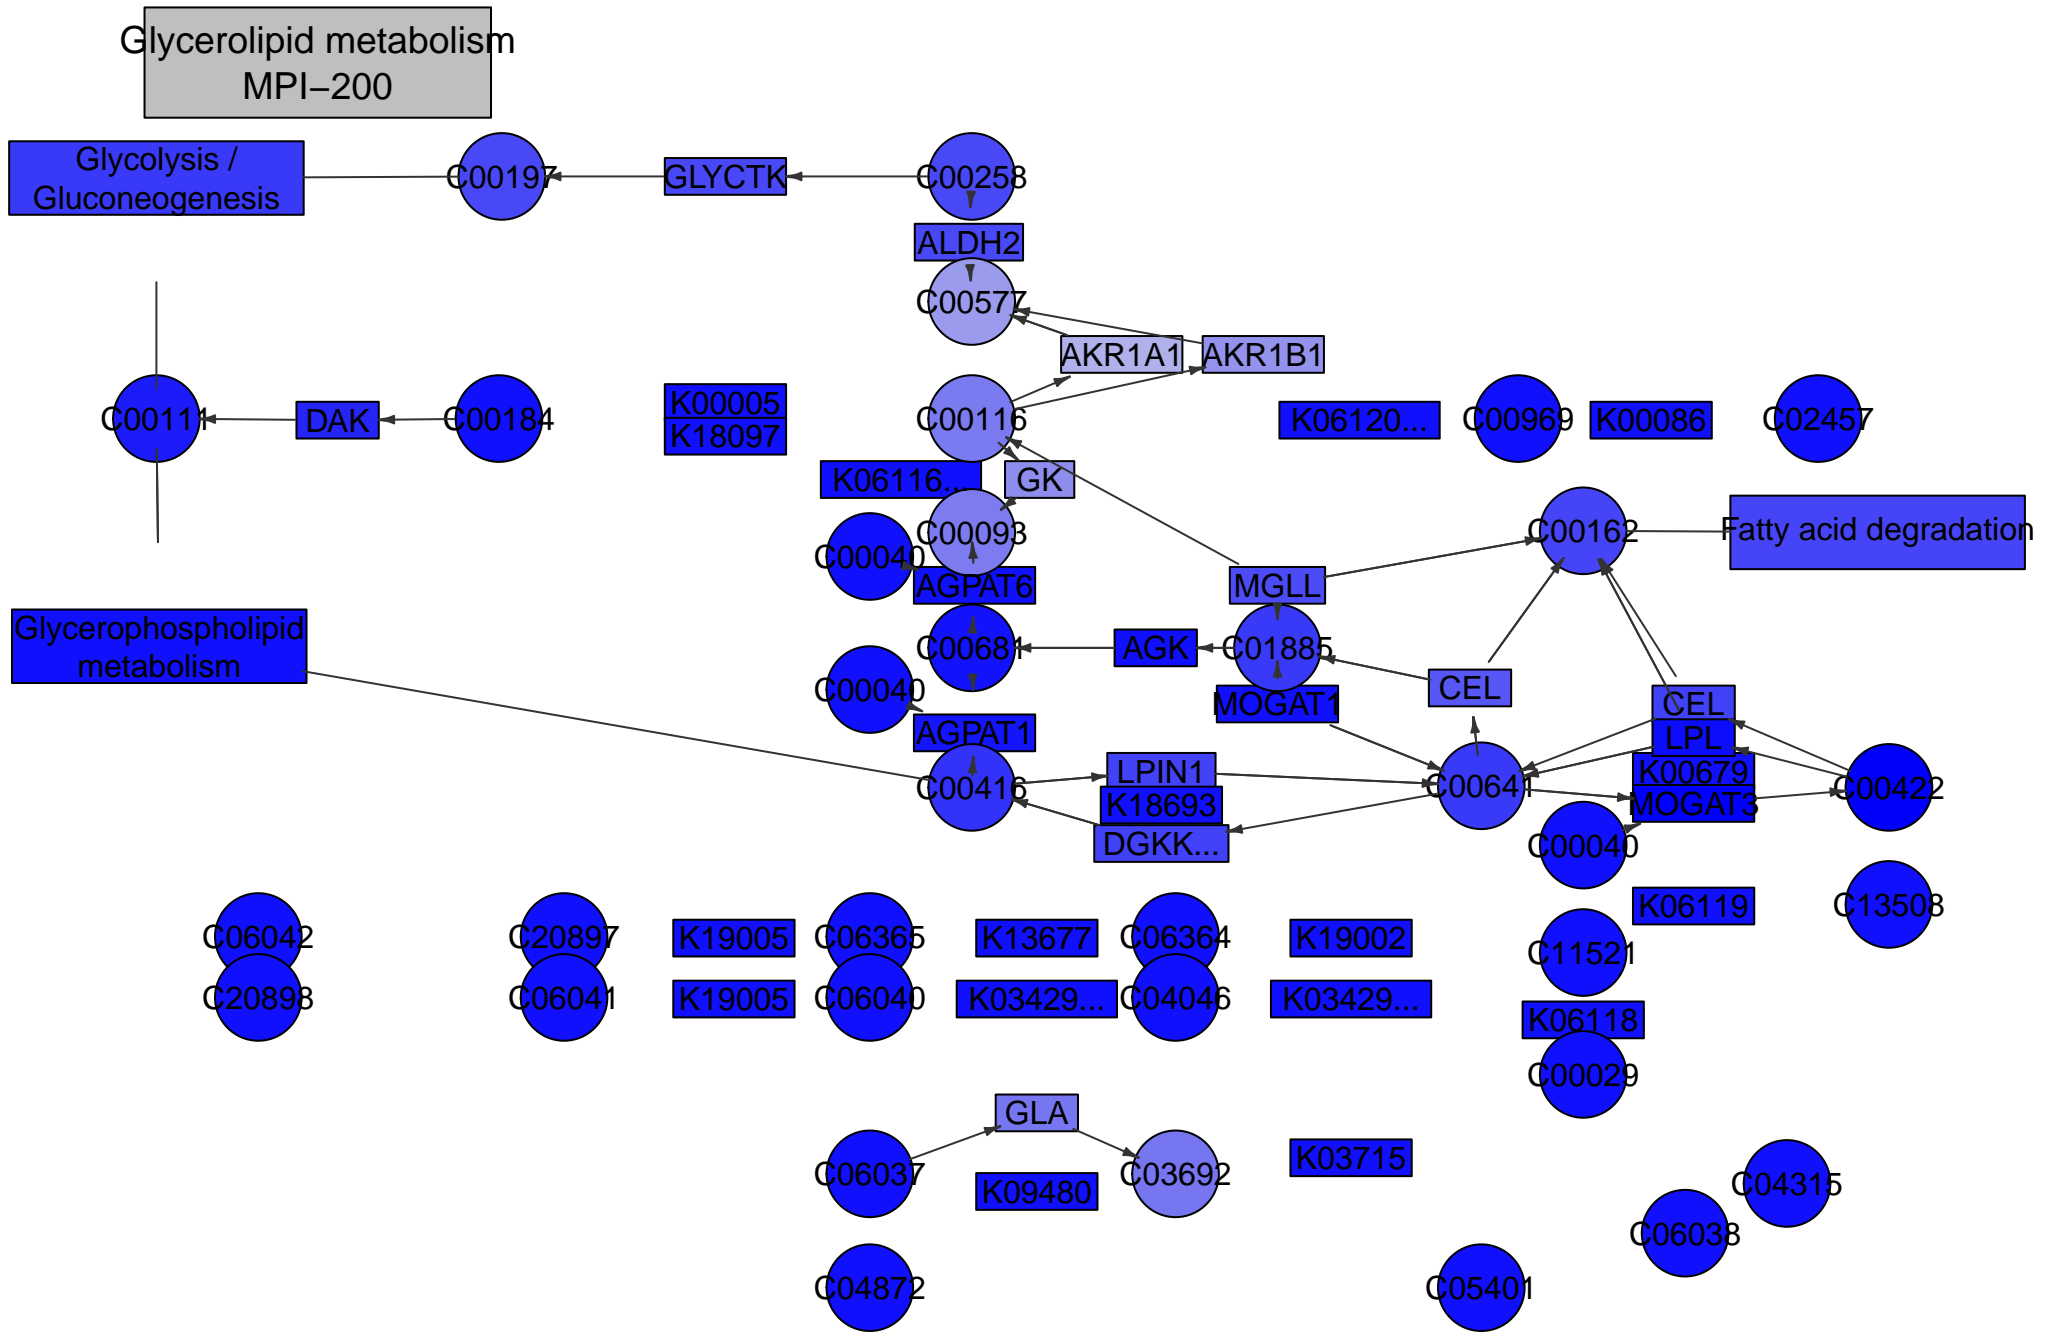 Glycerolipid metabolism
MPI−200
Glycolysis /
Gluconeogenesis
C00197
GLYCTK
C00258
ALDH2
C00577
AKR1A1
AKR1B1
C00111
DAK
C00184
K00005
K18097
C00116
K06120...
C00969
K00086
C02457
K06116...
GK
C00093
C00162
Fatty acid degradation
C00040
AGPAT6
MGLL
Glycerophospholipid
metabolism
C00681
AGK
C01885
C00040
MOGAT1
CEL
CEL
AGPAT1
LPL
C00416
LPIN1
K18693
DGKK...
C00641
K00679
MOGAT3
C00422
C00040
K06119
C13508
C06042
C20897
K19005
C06365
K13677
C06364
K19002
C11521
C20898
C06041
K19005
C06040
K03429...
C04046
K03429...
K06118
C00029
GLA
C06037
K09480
C03692
K03715
C04315
C06038
C04872
C05401